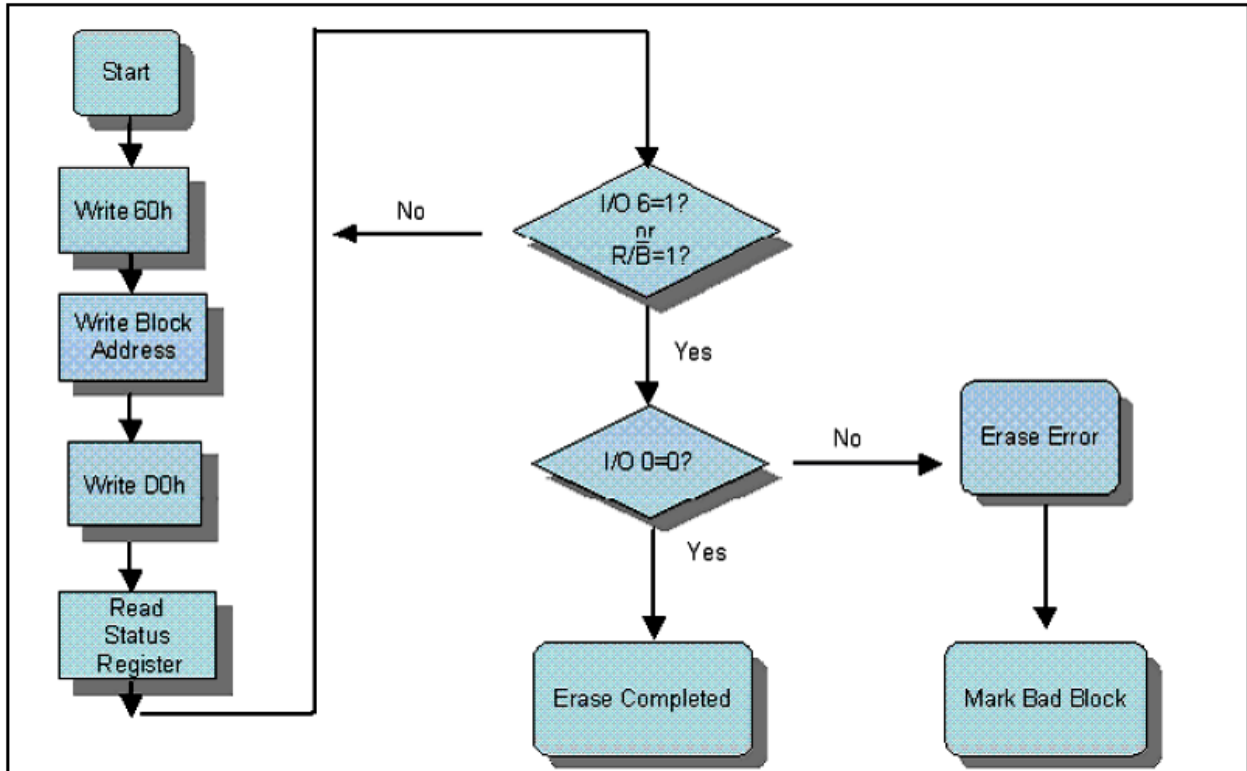 Start
Write 60h
Write Block
Address
Write D0h
Read
Status
Register
I/O 6=1?
or
R/B̅=1?
No
Yes
I/O 0=0?
No
Yes
Erase Error
Erase Completed
Mark Bad Block